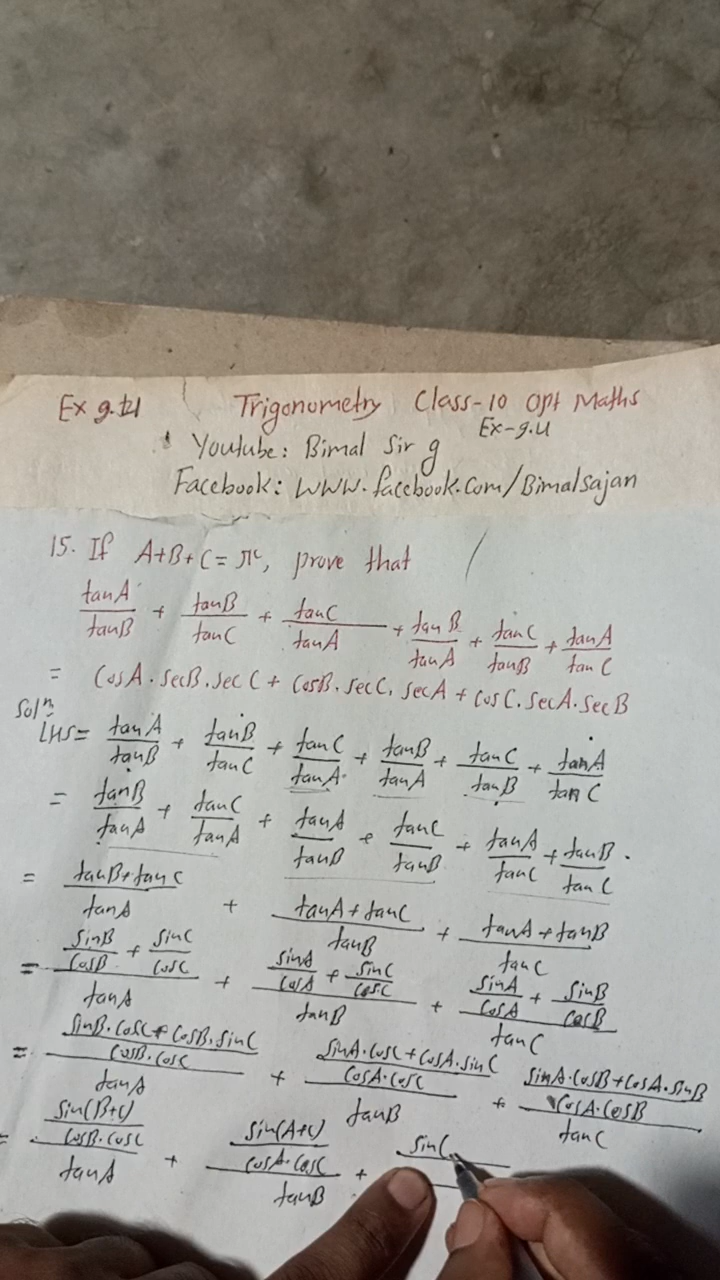 Ex 9.4 Trigonometry Class-10 Opt Maths
Ex-9.4
Youtube: Bimal Sir g
Facebook: WWW.facebook.Com/Bimalsajan
15. If A+B+C = πᶜ, prove that
tanA/tanB + tanB/tanC + tanC/tanA + tanB/tanA + tanC/tanB + tanA/tanC
= CosA.secB.secC + CosB.secC.secA + CosC.secA.secB
Solⁿ
LHS = tanA/tanB + tanB/tanC + tanC/tanA + tanB/tanA + tanC/tanB + tanA/tanC
= tanB/tanA + tanC/tanA + tanA/tanB + tanC/tanB + tanA/tanC + tanB/tanC .
= (tanB+tanC)/tanA + (tanA+tanC)/tanB + (tanA+tanB)/tanC
= (sinB/cosB + sinC/cosC)/tanA + (sinA/cosA + sinC/cosC)/tanB + (sinA/cosA + sinB/cosB)/tanC
= ((sinB.cosC+cosB.sinC)/(cosB.cosC))/tanA + ((sinA.cosC+cosA.sinC)/(cosA.cosC))/tanB + ((sinA.cosB+cosA.sinB)/(cosA.cosB))/tanC
= (sin(B+C)/(cosB.cosC))/tanA + (sin(A+C)/(cosA.cosC))/tanB + sin(